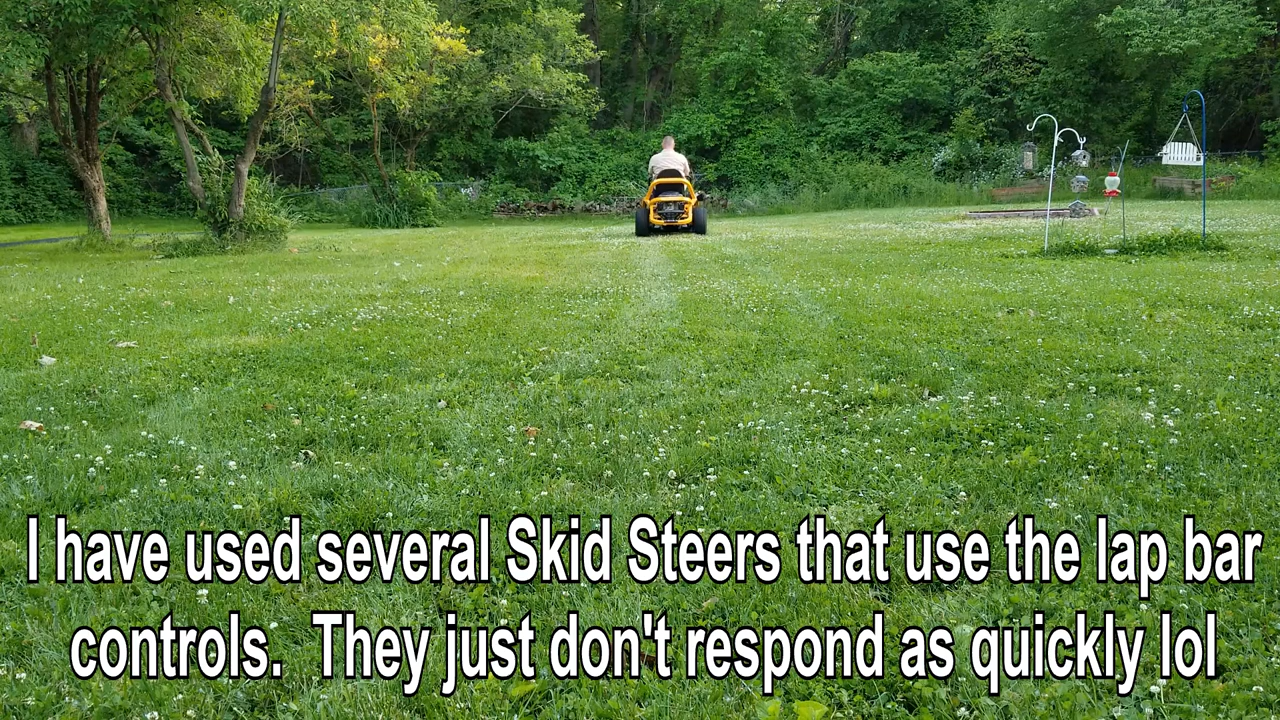 I have used several Skid Steers that use the lap bar
controls.  They just don't respond as quickly lol